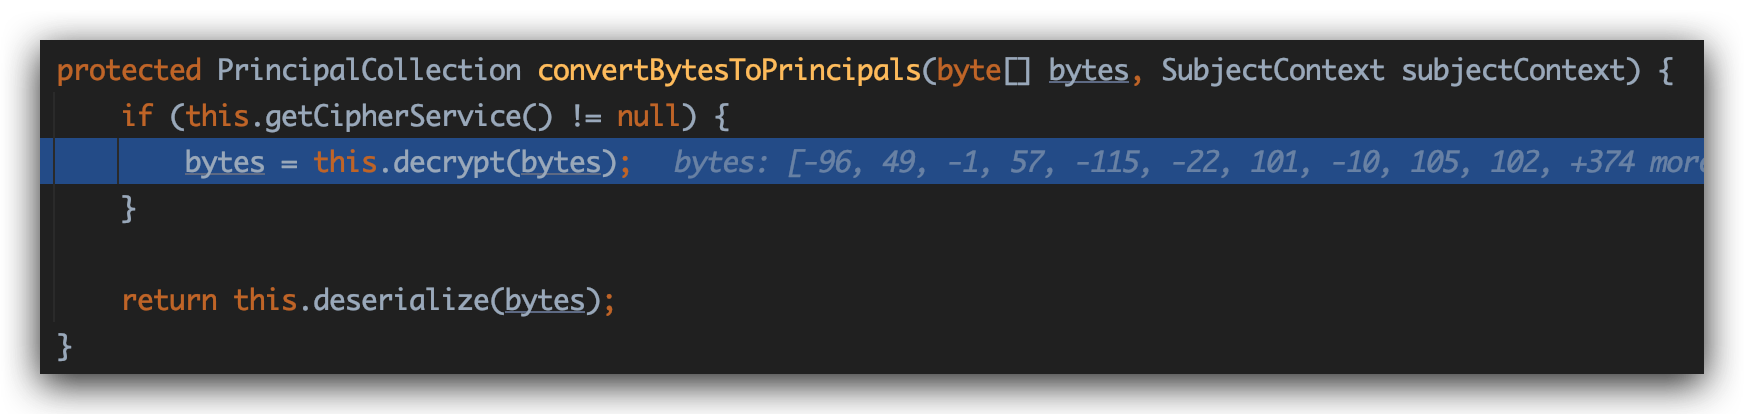 protected PrincipalCollection convertBytesToPrincipals(byte[] bytes, SubjectContext subjectContext) {
if (this.getCipherService() != null) {
bytes = this.decrypt(bytes); bytes: [-96, 49, -1, 57, -115, -22, 101, -10, 105, 102, +374 more
}
return this.deserialize(bytes);
}